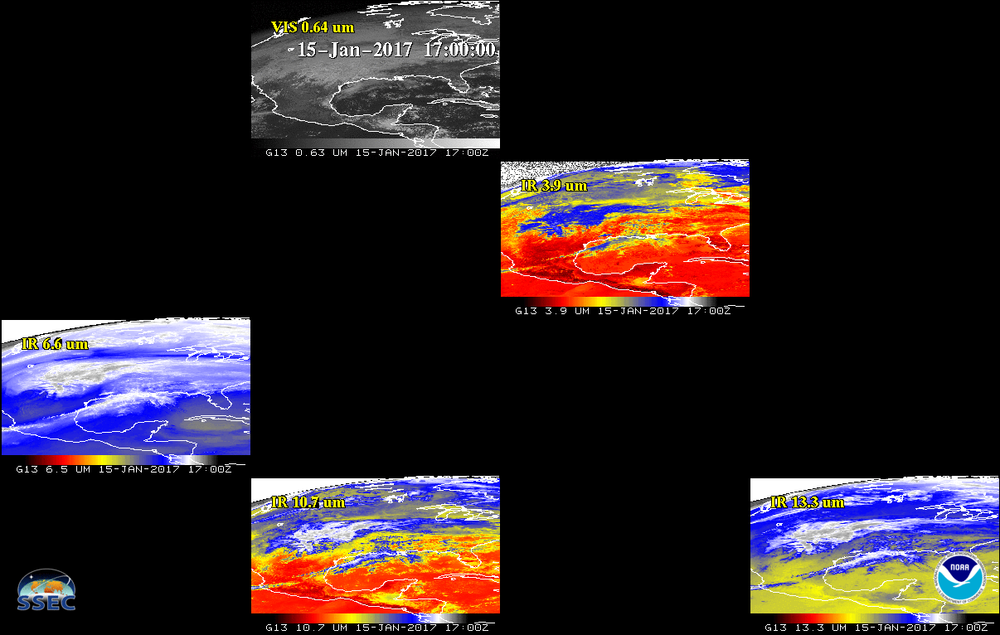 VIS 0.64 um
15-Jan-2017 17:00:00
G13 0.63 UM 15-JAN-2017 17:00Z
IR 3.9 um
G13 3.9 UM 15-JAN-2017 17:00Z
IR 6.6 um
G13 6.5 UM 15-JAN-2017 17:00Z
IR 10.7 um
G13 10.7 UM 15-JAN-2017 17:00Z
IR 13.3 um
G13 13.3 UM 15-JAN-2017 17:00Z
SSEC
NOAA